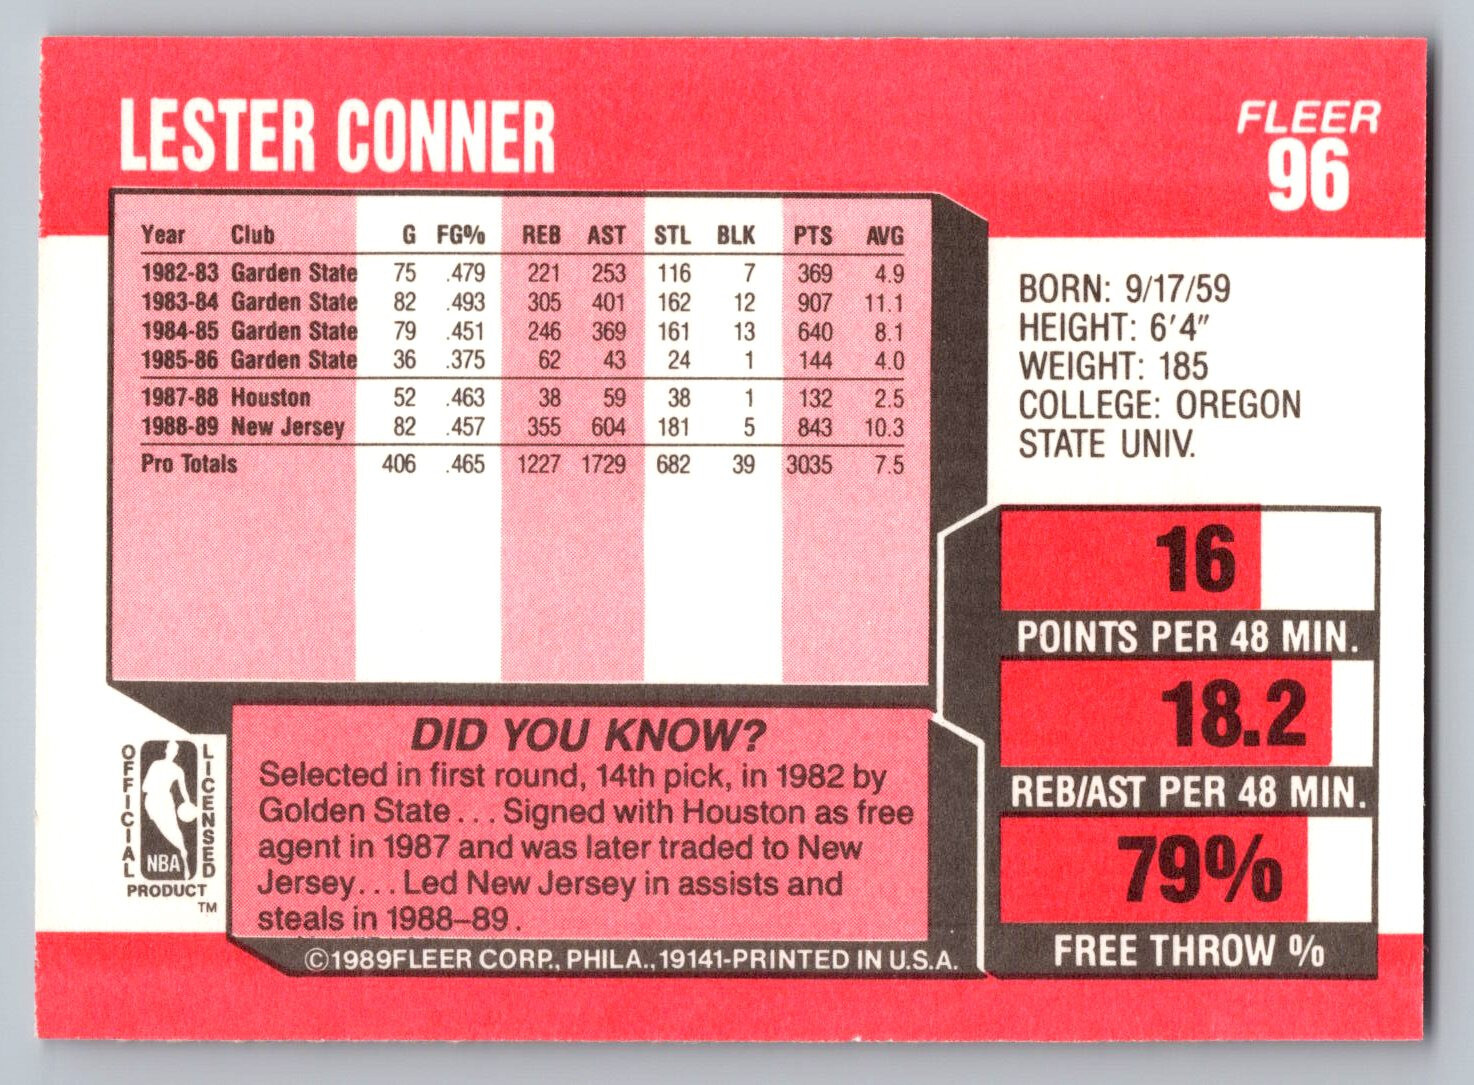 LESTER CONNER
FLEER
96
Year Club G FG% REB AST STL BLK PTS AVG
1982-83 Garden State 75 .479 221 253 116 7 369 4.9
1983-84 Garden State 82 .493 305 401 162 12 907 11.1
1984-85 Garden State 79 .451 246 369 161 13 640 8.1
1985-86 Garden State 36 .375 62 43 24 1 144 4.0
1987-88 Houston 52 .463 38 59 38 1 132 2.5
1988-89 New Jersey 82 .457 355 604 181 5 843 10.3
Pro Totals 406 .465 1227 1729 682 39 3035 7.5
BORN: 9/17/59
HEIGHT: 6'4"
WEIGHT: 185
COLLEGE: OREGON
STATE UNIV.
16
POINTS PER 48 MIN.
18.2
REB/AST PER 48 MIN.
79%
FREE THROW %
DID YOU KNOW?
Selected in first round, 14th pick, in 1982 by
Golden State... Signed with Houston as free
agent in 1987 and was later traded to New
Jersey... Led New Jersey in assists and
steals in 1988–89.
OFFICIAL
NBA
LICENSED
PRODUCT
TM
©1989FLEER CORP., PHILA., 19141-PRINTED IN U.S.A.